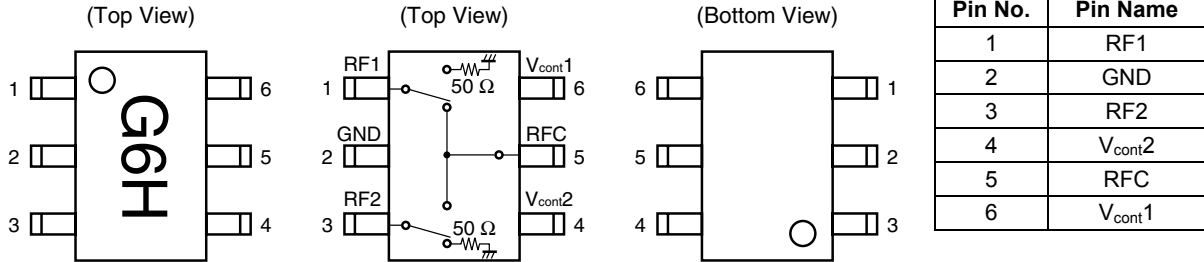 (Top View)
(Top View)
(Bottom View)
1
2
3
G6H
6
5
4
RF1
1
GND
2
RF2
3
50 Ω
50 Ω
Vcont1
6
RFC
5
Vcont2
4
6
5
4
1
2
3
Pin No. Pin Name
1 RF1
2 GND
3 RF2
4 Vcont2
5 RFC
6 Vcont1